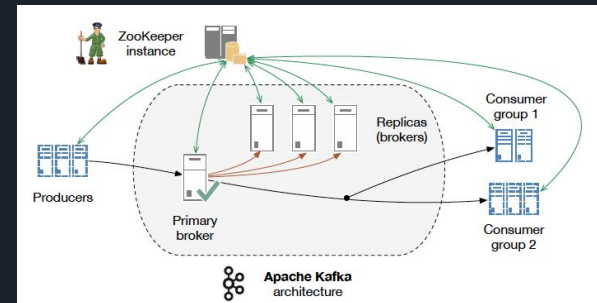 ZooKeeper
instance
Replicas
(brokers)
Consumer
group 1
Producers
Primary
broker
Consumer
group 2
Apache Kafka
architecture